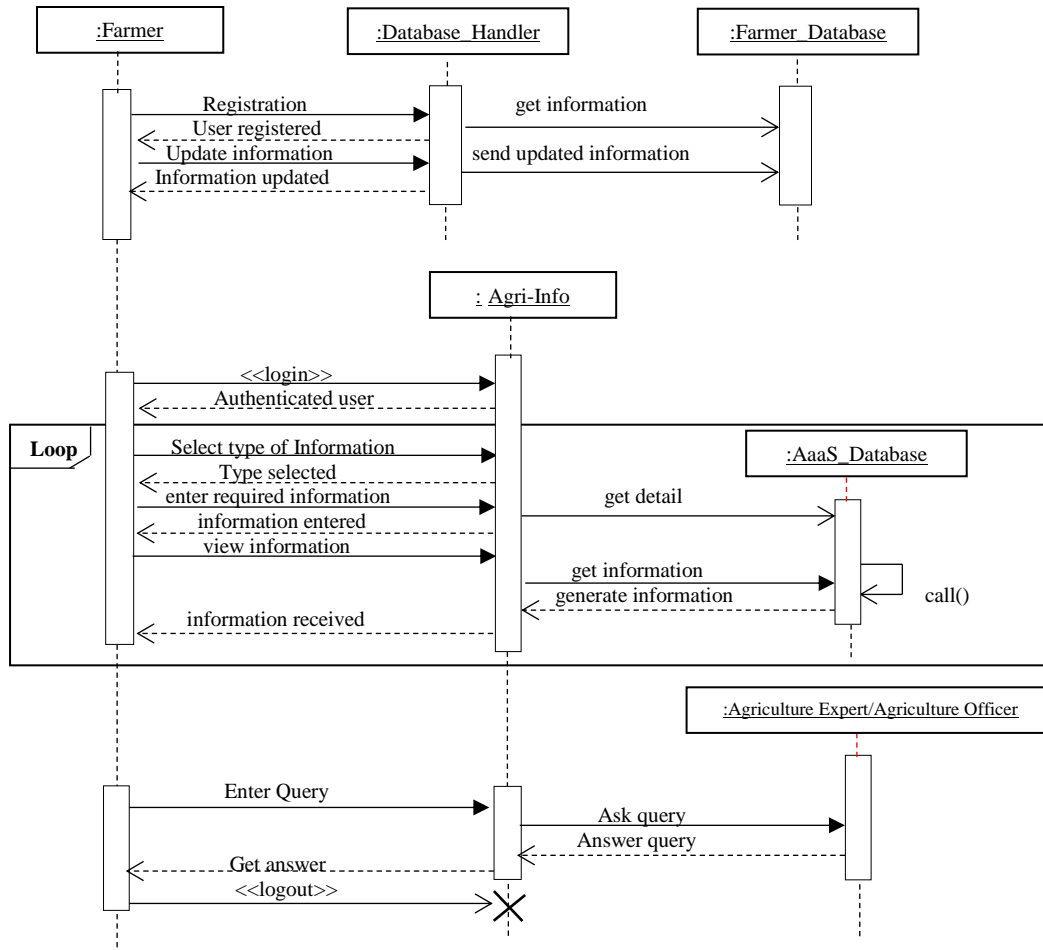 :Farmer
:Database_Handler
:Farmer_Database
Registration
get information
User registered
Update information
send updated information
Information updated
: Agri-Info
<<login>>
Authenticated user
Loop
Select type of Information
:AaaS_Database
Type selected
enter required information
get detail
information entered
view information
get information
call()
generate information
information received
:Agriculture Expert/Agriculture Officer
Enter Query
Ask query
Answer query
Get answer
<<logout>>